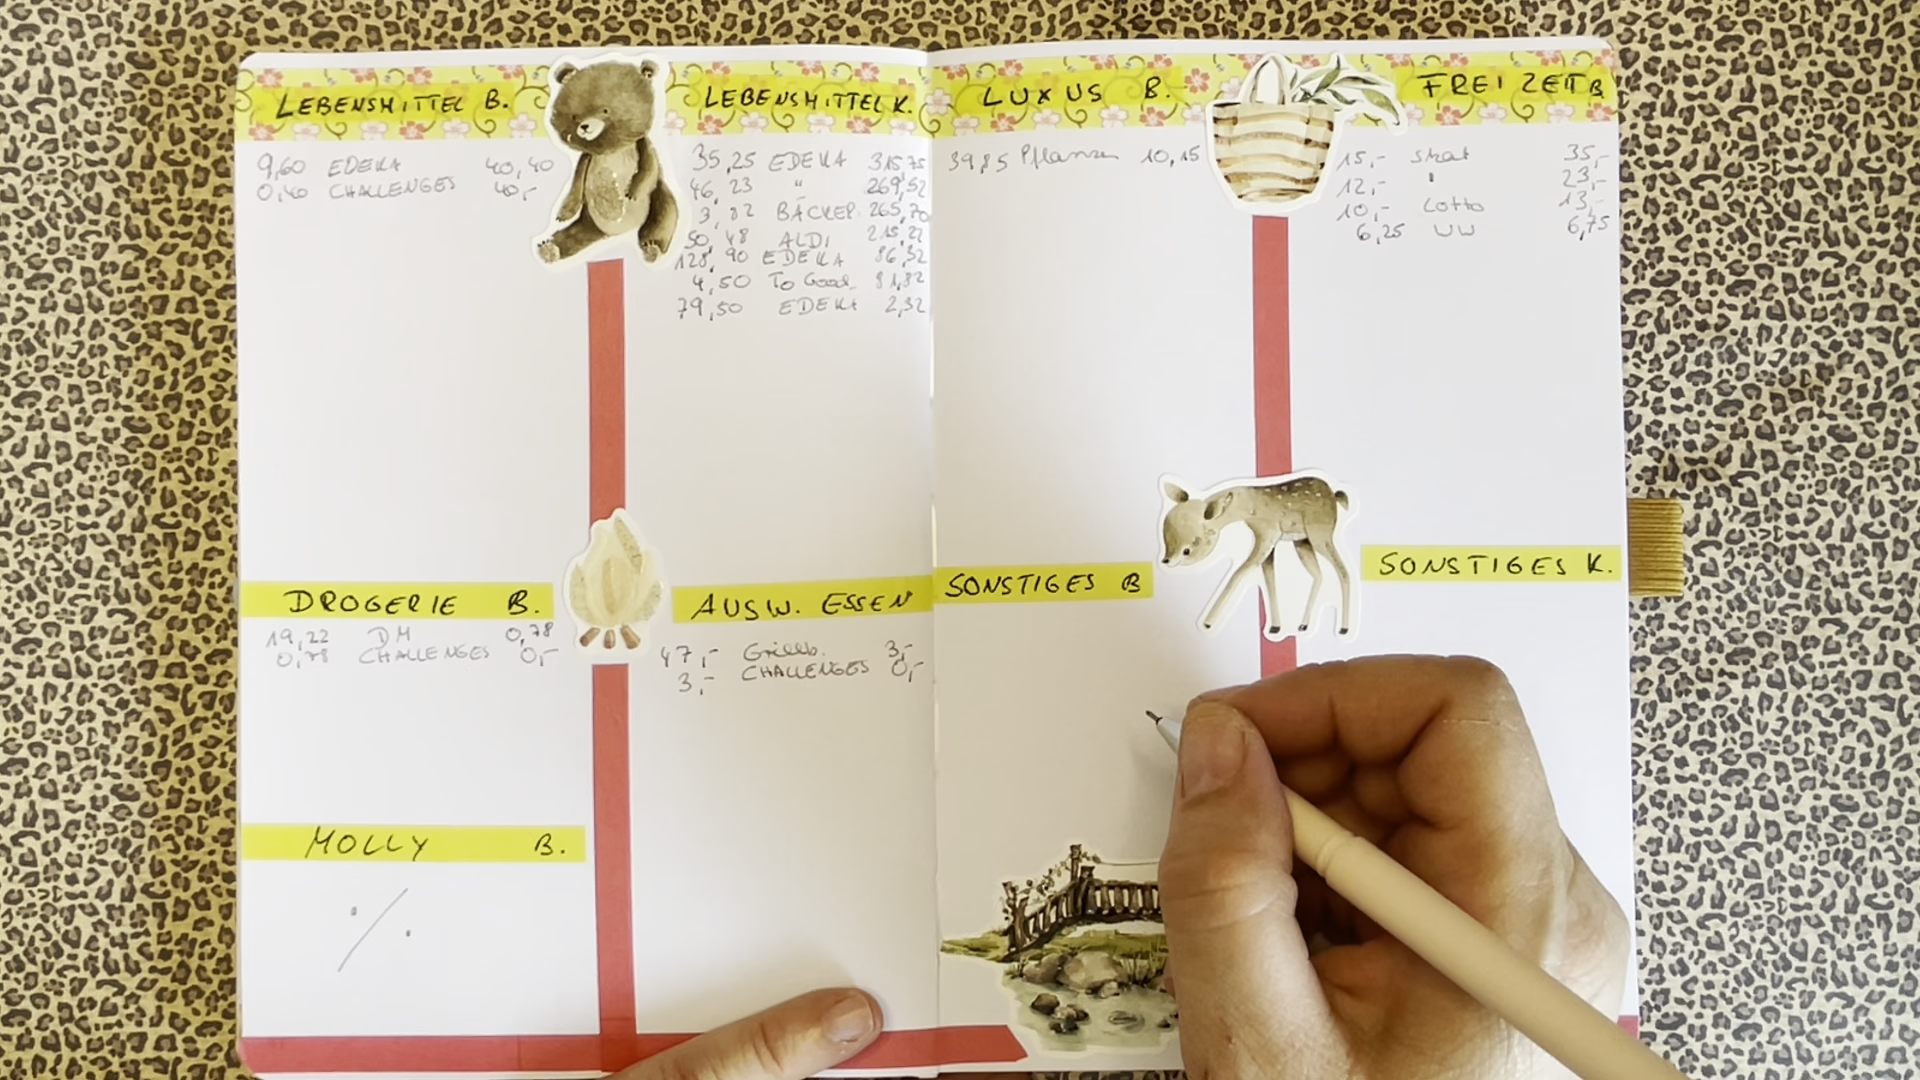 LEBENSMITTEL B.
9,60 EDEKA 40,40
0,40 CHALLENGES 40,-
LEBENSMITTEL K.
35,25 EDEKA 315,75
46,23 " 269,52
3,82 BÄCKER 265,70
50,48 ALDI 215,22
128,90 EDEKA 86,32
4,50 To Good 81,82
79,50 EDEKA 2,32
LUXUS B.
39,85 Pflanzen 10,15
FREIZEIT B
15,- Skat 35,-
12,- " 23,-
10,- Lotto 13,-
6,25 UW 6,75
DROGERIE B.
19,22 DM 0,78
0,78 CHALLENGES 0,-
AUSW. ESSEN
47,- Grillb. 3,-
3,- CHALLENGES 0,-
SONSTIGES B
SONSTIGES K.
MOLLY B.